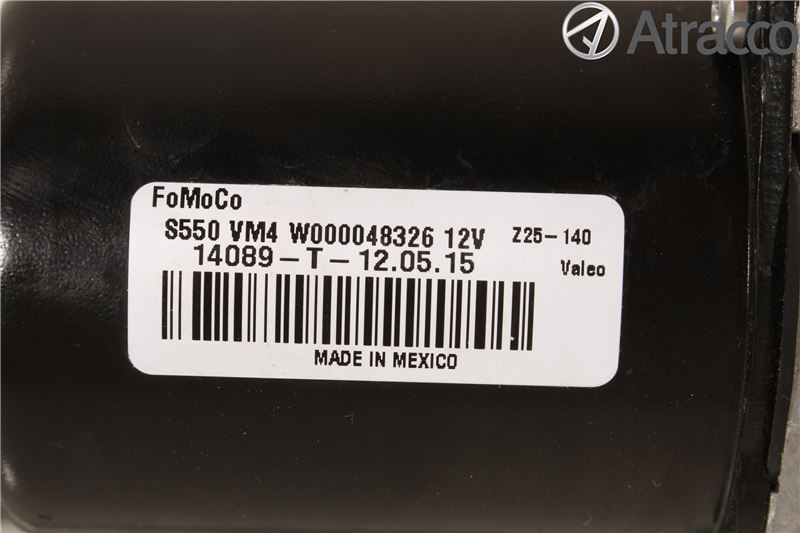 Atracco
FoMoCo
S550 VM4 W000048326 12V Z25-140
14089-T-12.05.15 Valeo
MADE IN MEXICO